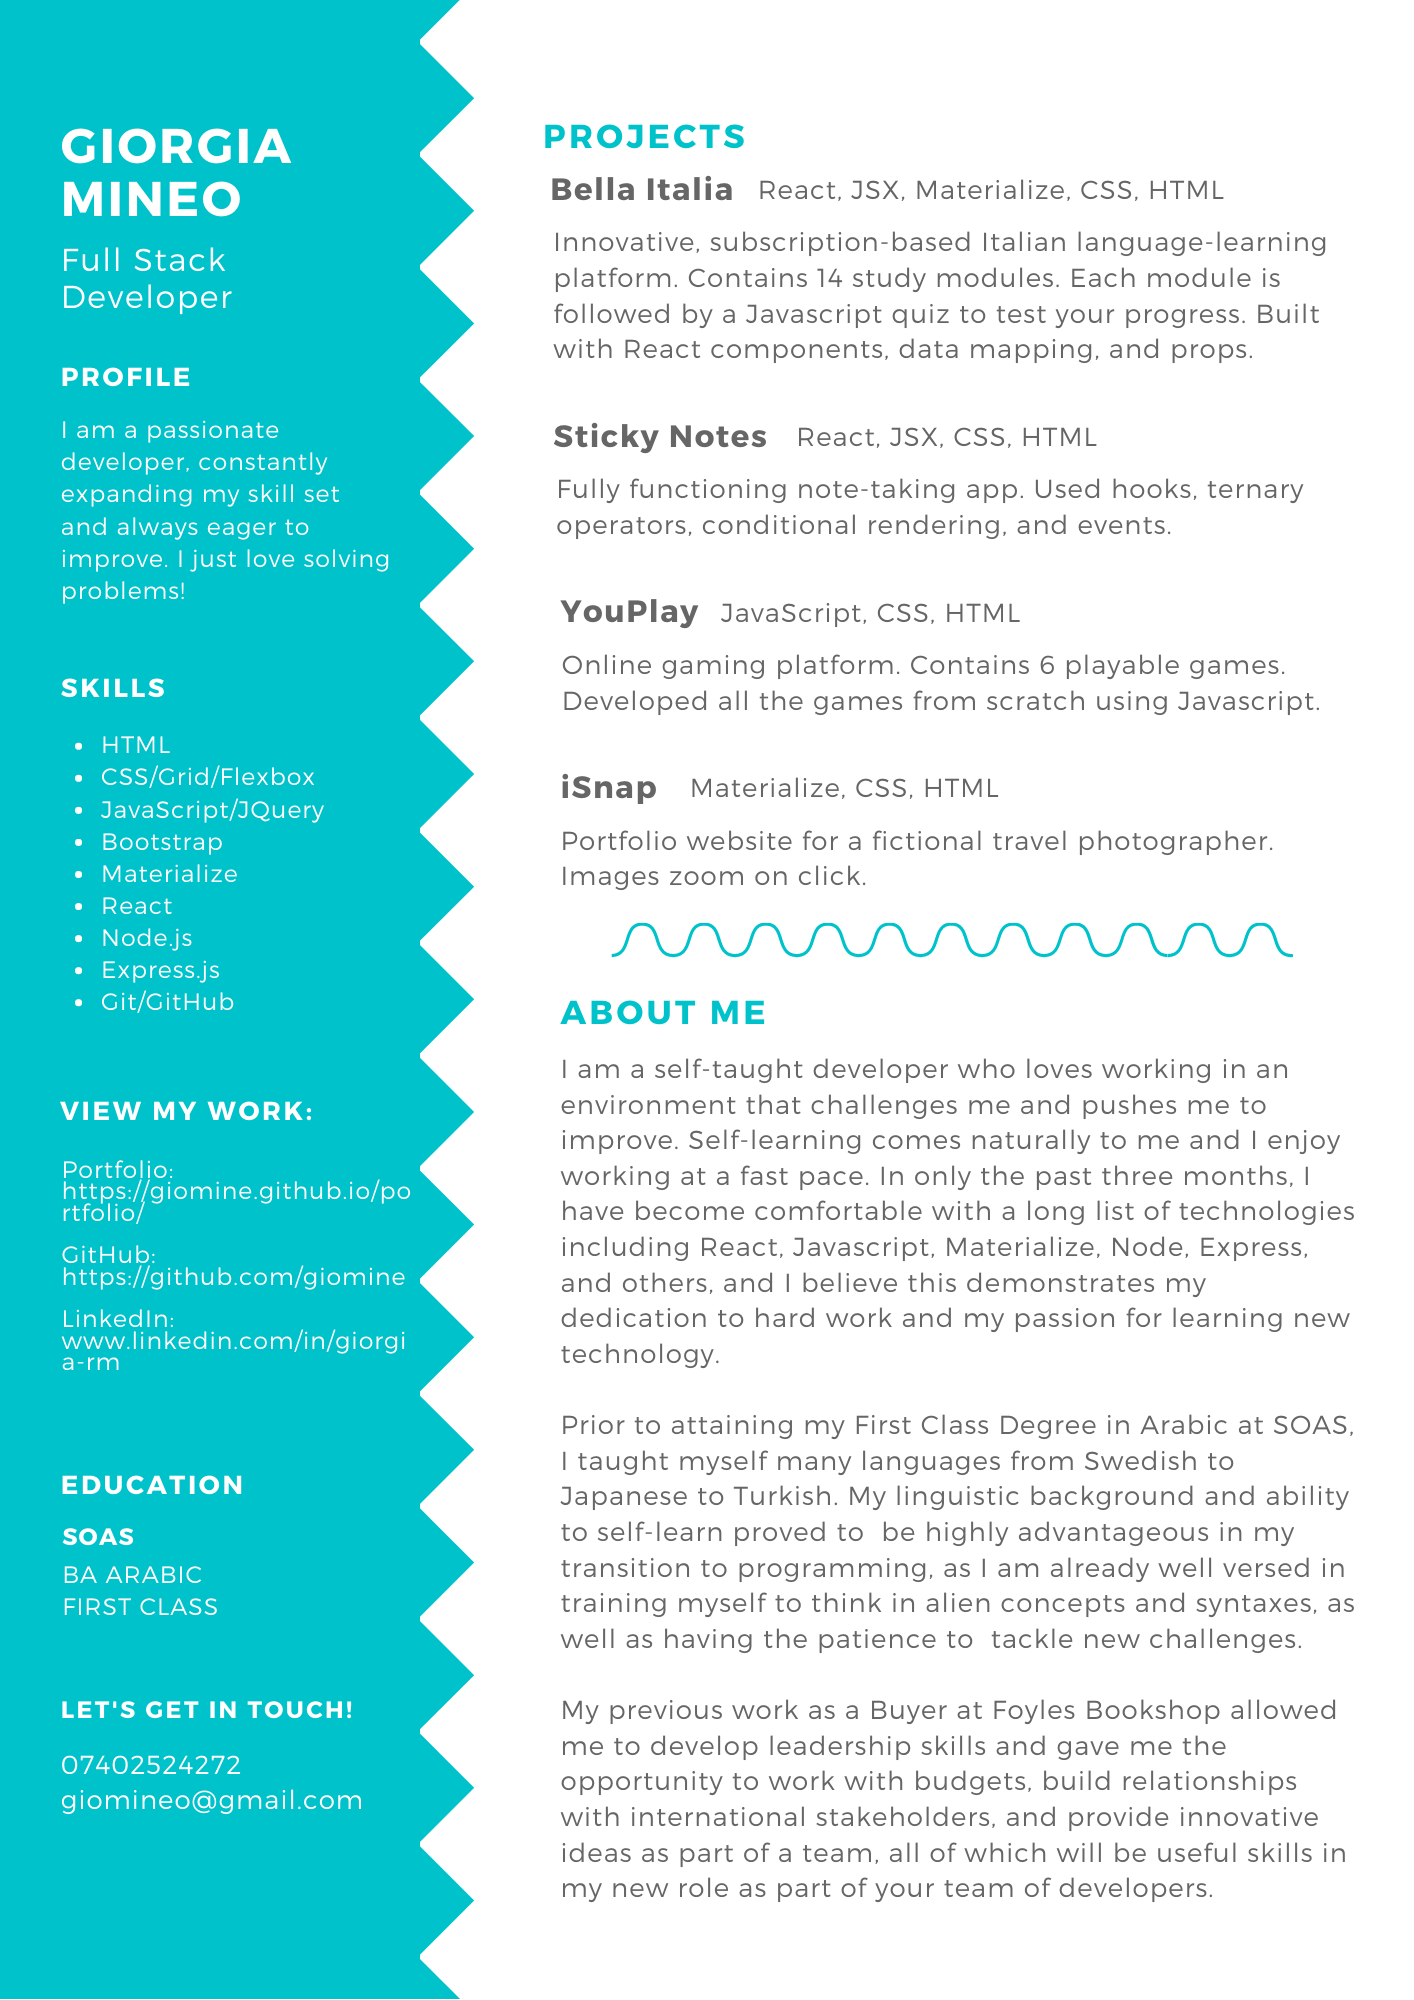 GIORGIA
MINEO
Full Stack
Developer
PROFILE
I am a passionate
developer, constantly
expanding my skill set
and always eager to
improve. I just love solving
problems!
SKILLS
• HTML
• CSS/Grid/Flexbox
• JavaScript/JQuery
• Bootstrap
• Materialize
• React
• Node.js
• Express.js
• Git/GitHub
VIEW MY WORK:
Portfolio:
https://giomine.github.io/po
rtfolio/
GitHub:
https://github.com/giomine
LinkedIn:
www.linkedin.com/in/giorgi
a-rm
EDUCATION
SOAS
BA ARABIC
FIRST CLASS
LET'S GET IN TOUCH!
07402524272
giomineo@gmail.com
PROJECTS
Bella Italia React, JSX, Materialize, CSS, HTML
Innovative, subscription-based Italian language-learning
platform. Contains 14 study modules. Each module is
followed by a Javascript quiz to test your progress. Built
with React components, data mapping, and props.
Sticky Notes React, JSX, CSS, HTML
Fully functioning note-taking app. Used hooks, ternary
operators, conditional rendering, and events.
YouPlay JavaScript, CSS, HTML
Online gaming platform. Contains 6 playable games.
Developed all the games from scratch using Javascript.
iSnap Materialize, CSS, HTML
Portfolio website for a fictional travel photographer.
Images zoom on click.
ABOUT ME
I am a self-taught developer who loves working in an
environment that challenges me and pushes me to
improve. Self-learning comes naturally to me and I enjoy
working at a fast pace. In only the past three months, I
have become comfortable with a long list of technologies
including React, Javascript, Materialize, Node, Express,
and others, and I believe this demonstrates my
dedication to hard work and my passion for learning new
technology.
Prior to attaining my First Class Degree in Arabic at SOAS,
I taught myself many languages from Swedish to
Japanese to Turkish. My linguistic background and ability
to self-learn proved to be highly advantageous in my
transition to programming, as I am already well versed in
training myself to think in alien concepts and syntaxes, as
well as having the patience to tackle new challenges.
My previous work as a Buyer at Foyles Bookshop allowed
me to develop leadership skills and gave me the
opportunity to work with budgets, build relationships
with international stakeholders, and provide innovative
ideas as part of a team, all of which will be useful skills in
my new role as part of your team of developers.